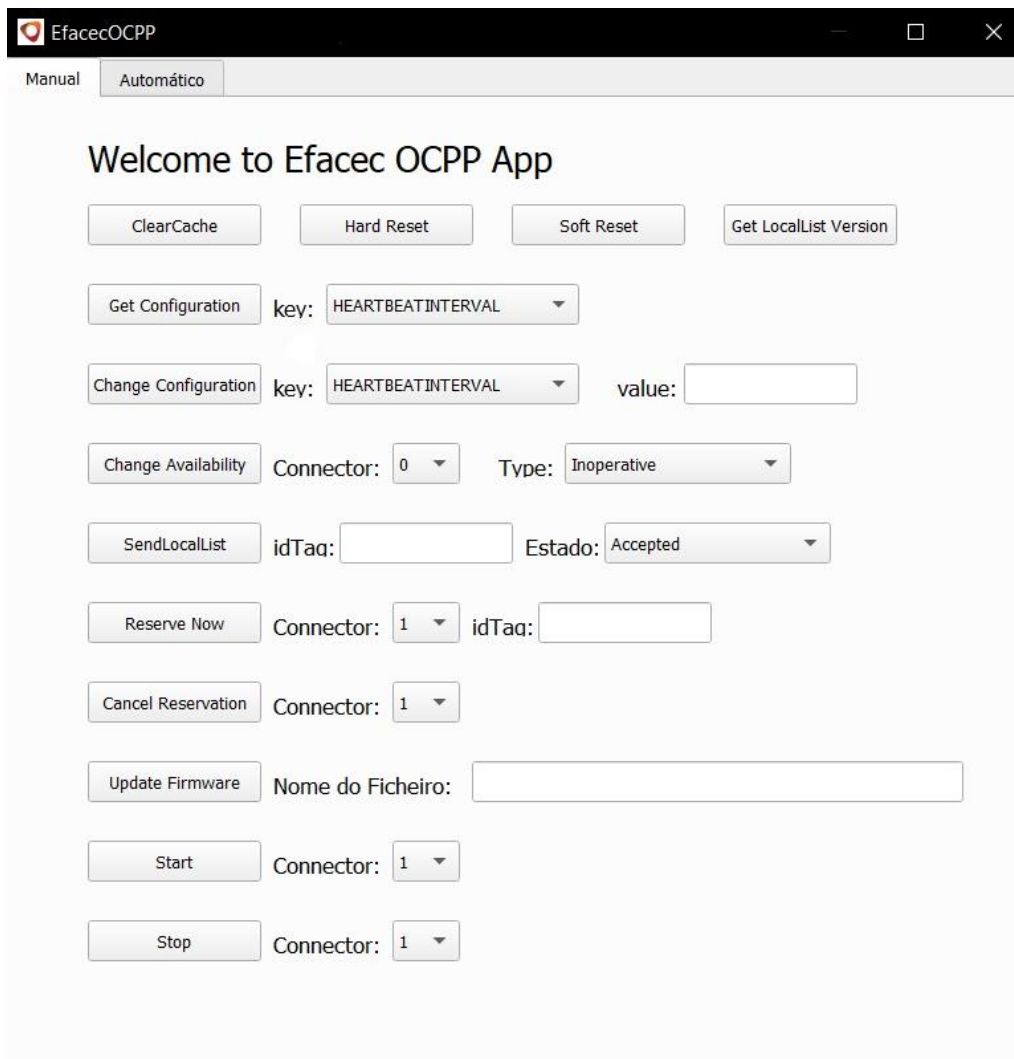 EfacecOCPP
Manual Automático
Welcome to Efacec OCPP App
ClearCache Hard Reset Soft Reset Get LocalList Version
Get Configuration key: HEARTBEATINTERVAL
Change Configuration key: HEARTBEATINTERVAL value:
Change Availability Connector: 0 Type: Inoperative
SendLocalList idTag: Estado: Accepted
Reserve Now Connector: 1 idTag:
Cancel Reservation Connector: 1
Update Firmware Nome do Ficheiro:
Start Connector: 1
Stop Connector: 1